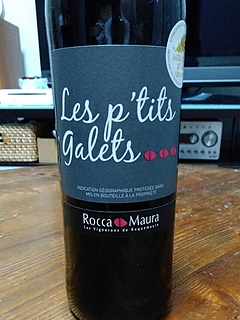 Les p'tits
galets...
INDICATION GÉOGRAPHIQUE PROTÉGÉE GARD
MIS EN BOUTEILLE À LA PROPRIÉTÉ
Rocca Maura
Les Vignerons de Roquemaure